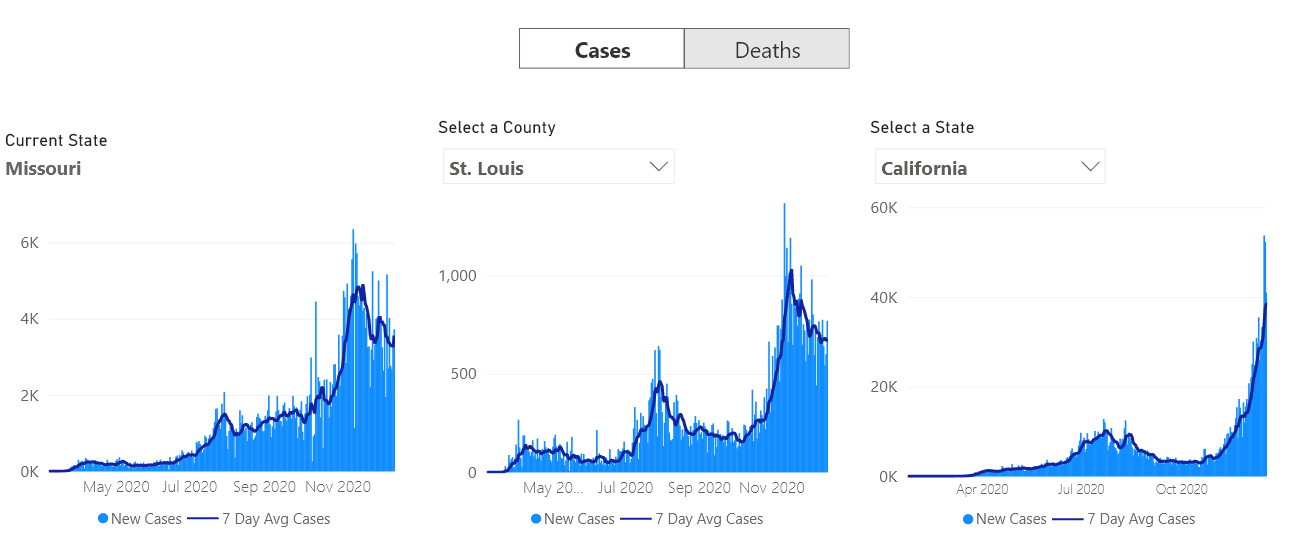 Cases Deaths
Current State
Missouri
6K
4K
2K
0K
May 2020 Jul 2020 Sep 2020 Nov 2020
New Cases 7 Day Avg Cases
Select a County
St. Louis
1,000
500
0
May 20... Jul 2020 Sep 2020 Nov 2020
New Cases 7 Day Avg Cases
Select a State
California
60K
40K
20K
0K
Apr 2020 Jul 2020 Oct 2020
New Cases 7 Day Avg Cases